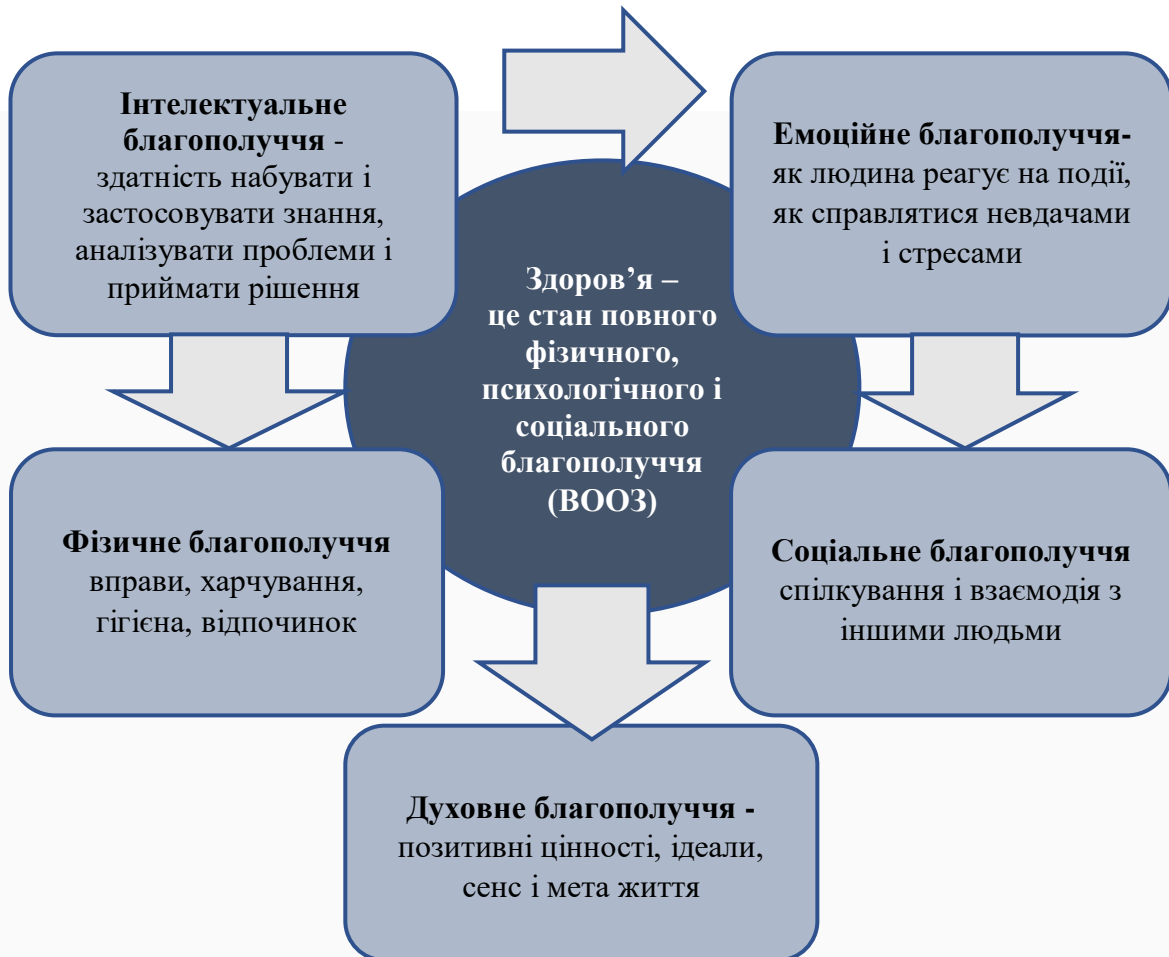 Інтелектуальне
благополуччя -
здатність набувати і
застосовувати знання,
аналізувати проблеми і
приймати рішення
Емоційне благополуччя-
як людина реагує на події,
як справлятися невдачами
і стресами
Здоров’я –
це стан повного
фізичного,
психологічного і
соціального
благополуччя
(ВООЗ)
Фізичне благополуччя
вправи, харчування,
гігієна, відпочинок
Соціальне благополуччя
спілкування і взаємодія з
іншими людьми
Духовне благополуччя -
позитивні цінності, ідеали,
сенс і мета життя